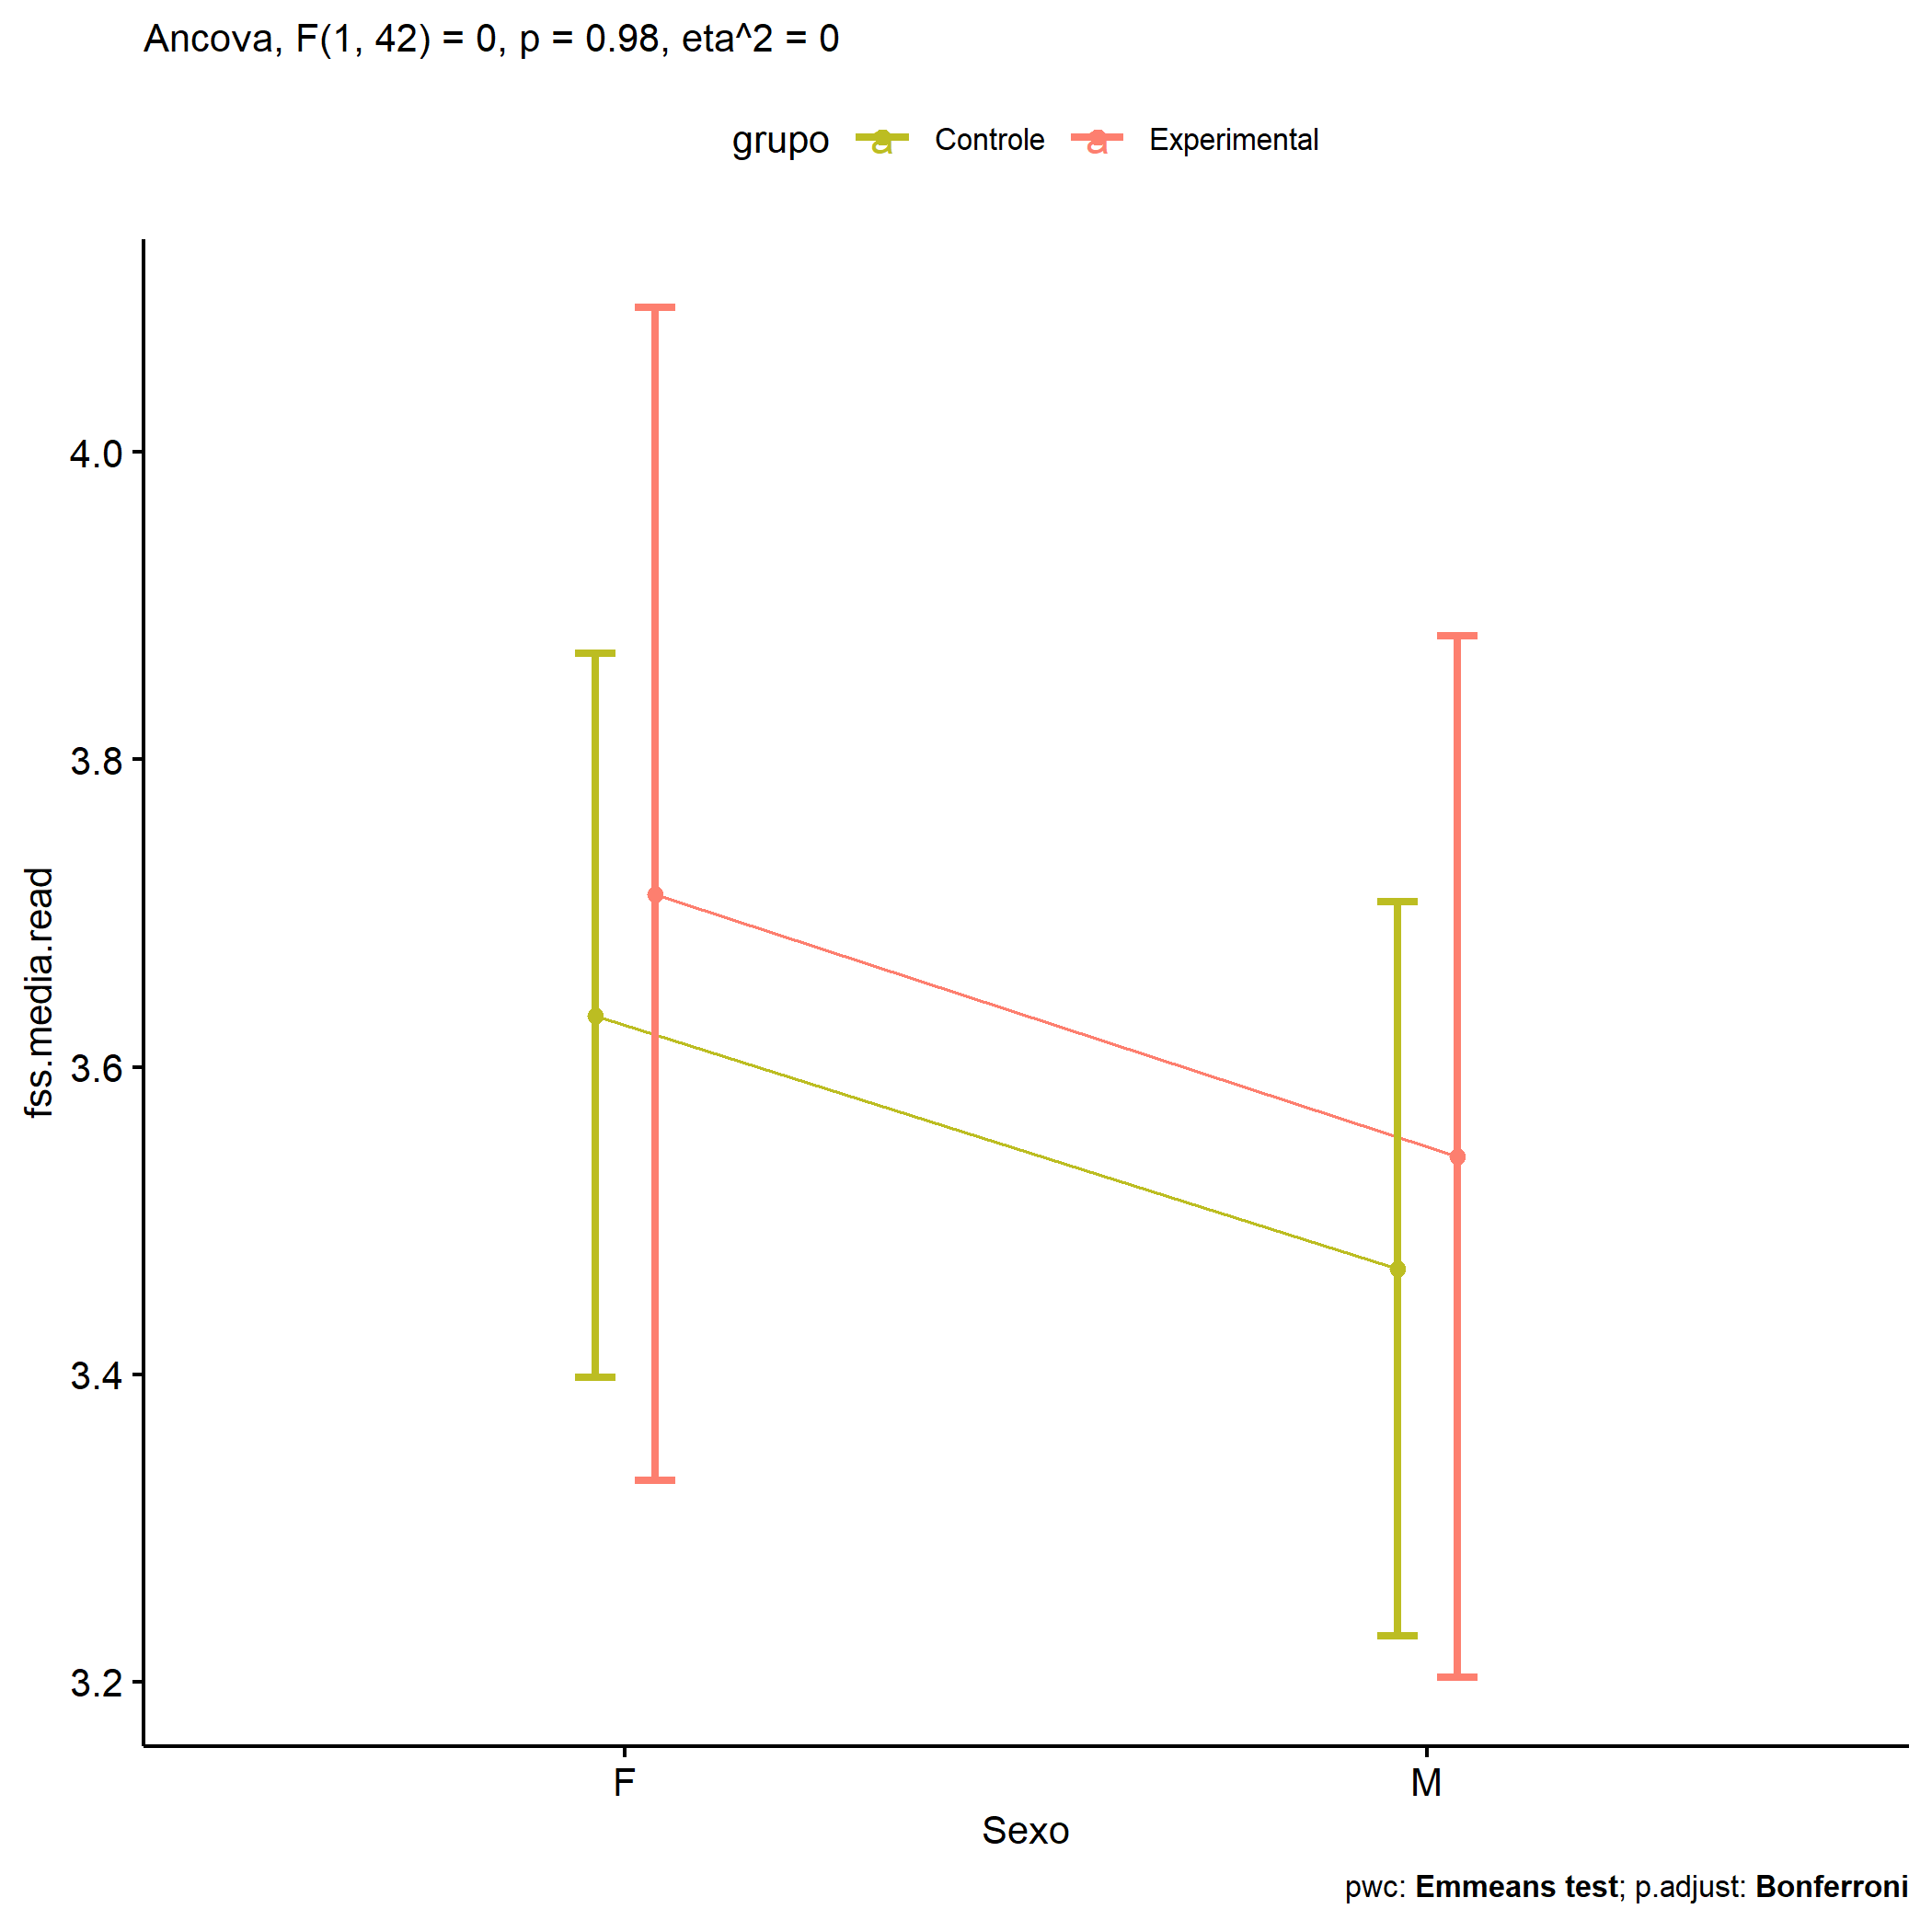 Ancova, F(1, 42) = 0, p = 0.98, eta^2 = 0
grupo a Controle a Experimental
4.0
3.8
3.6
3.4
3.2
fss.media.read
F M
Sexo
pwc: Emmeans test; p.adjust: Bonferroni